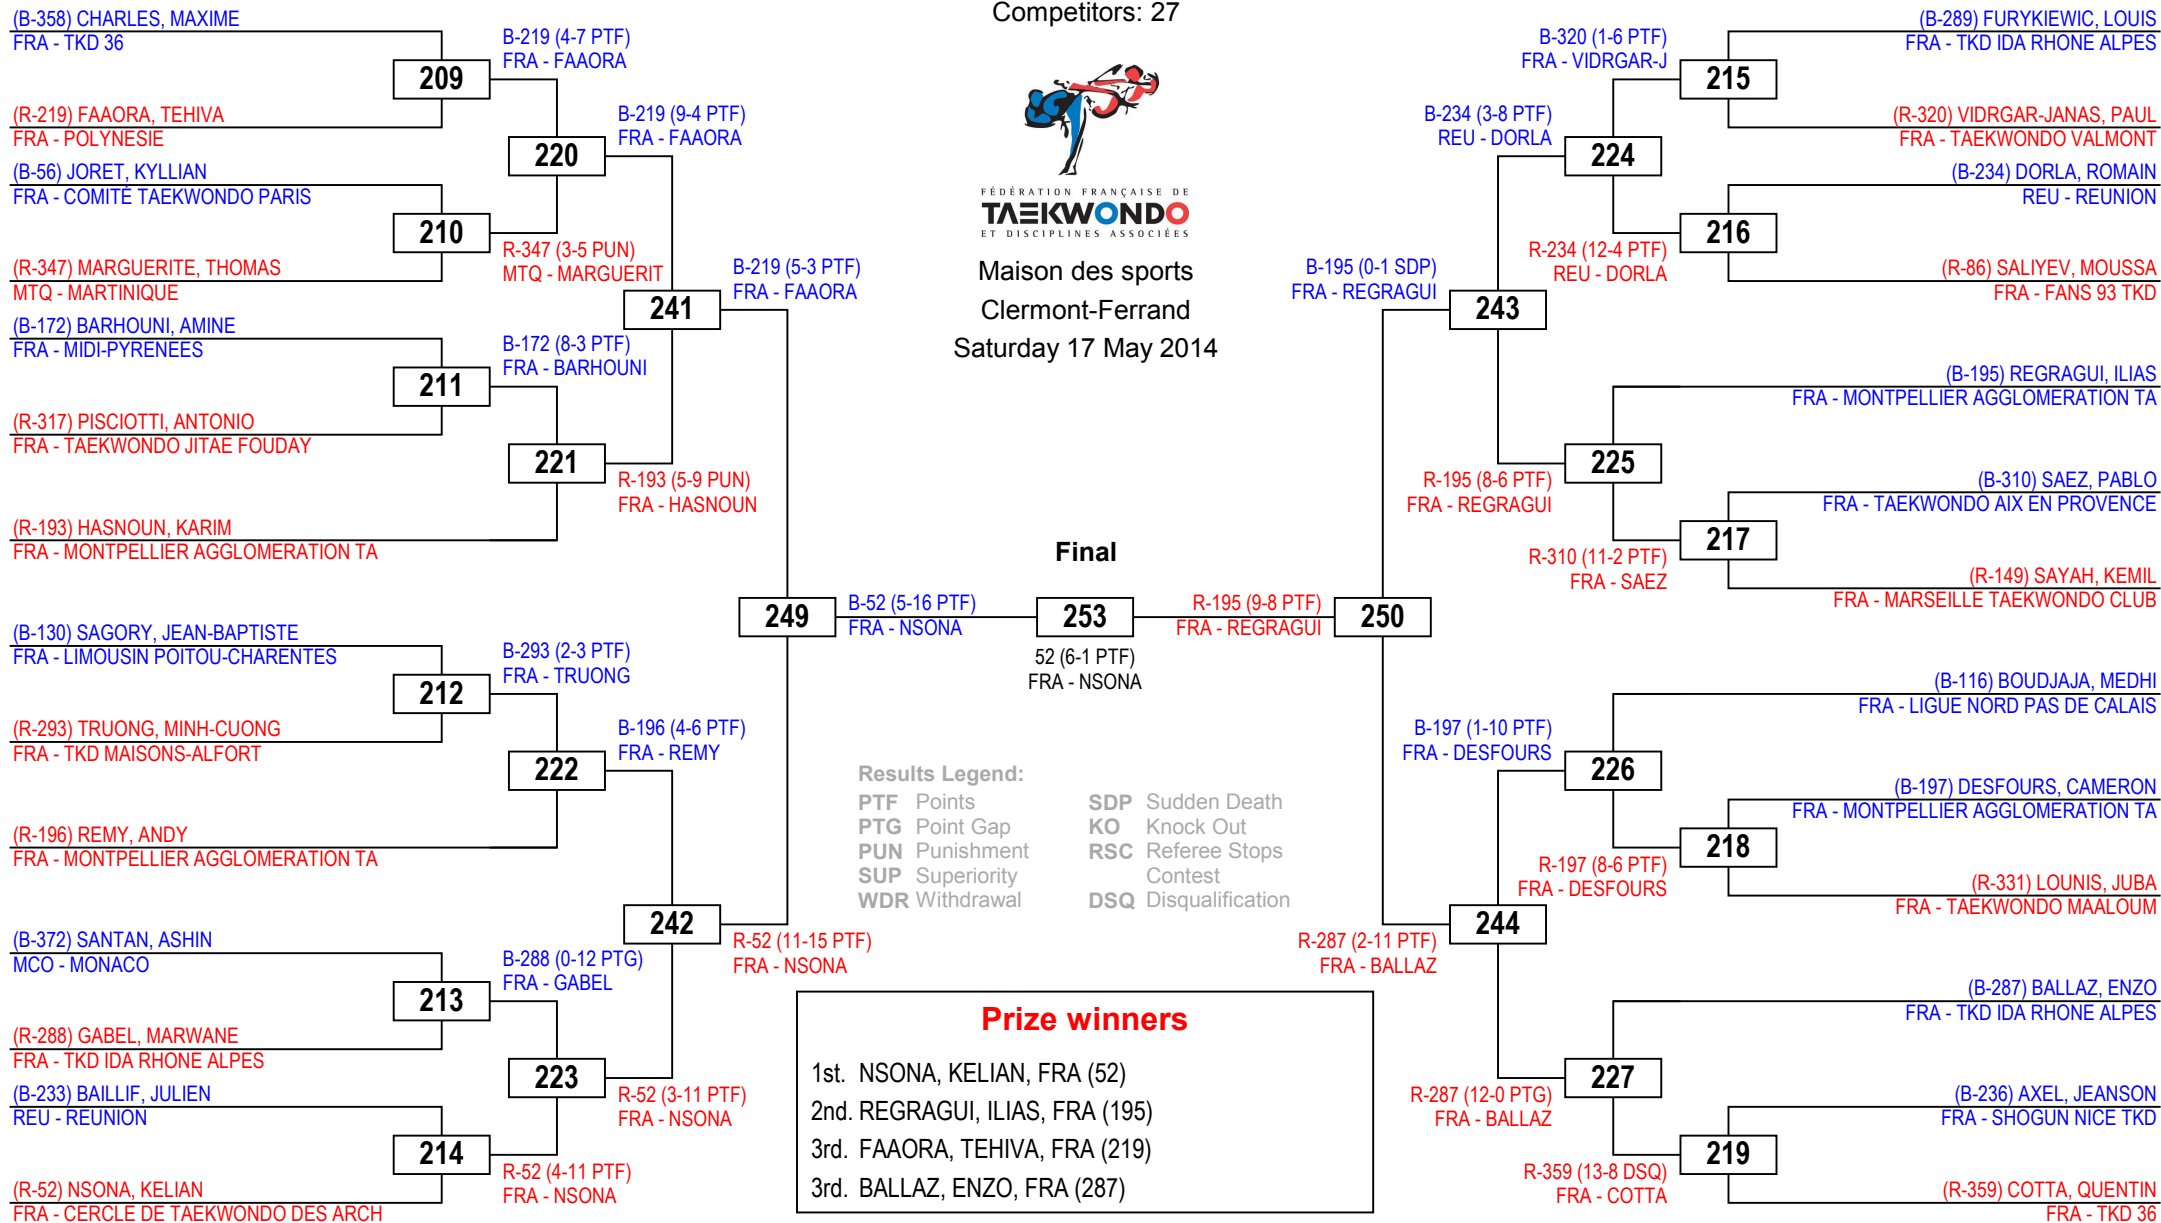 (B-358) CHARLES, MAXIME
FRA - TKD 36
(R-219) FAAORA, TEHIVA
FRA - POLYNESIE
(B-56) JORET, KYLLIAN
FRA - COMITÉ TAEKWONDO PARIS
(R-347) MARGUERITE, THOMAS
MTQ - MARTINIQUE
(B-172) BARHOUNI, AMINE
FRA - MIDI-PYRENEES
(R-317) PISCIOTTI, ANTONIO
FRA - TAEKWONDO JITAE FOUDAY
(R-193) HASNOUN, KARIM
FRA - MONTPELLIER AGGLOMERATION TA
(B-130) SAGORY, JEAN-BAPTISTE
FRA - LIMOUSIN POITOU-CHARENTES
(R-293) TRUONG, MINH-CUONG
FRA - TKD MAISONS-ALFORT
(R-196) REMY, ANDY
FRA - MONTPELLIER AGGLOMERATION TA
(B-372) SANTAN, ASHIN
MCO - MONACO
(R-288) GABEL, MARWANE
FRA - TKD IDA RHONE ALPES
(B-233) BAILLIF, JULIEN
REU - REUNION
(R-52) NSONA, KELIAN
FRA - CERCLE DE TAEKWONDO DES ARCH
209
210
211
212
213
214
B-219 (4-7 PTF)
FRA - FAAORA
R-347 (3-5 PUN)
MTQ - MARGUERIT
B-172 (8-3 PTF)
FRA - BARHOUNI
B-293 (2-3 PTF)
FRA - TRUONG
B-288 (0-12 PTG)
FRA - GABEL
R-52 (4-11 PTF)
FRA - NSONA
220
221
222
223
B-219 (9-4 PTF)
FRA - FAAORA
R-193 (5-9 PUN)
FRA - HASNOUN
B-196 (4-6 PTF)
FRA - REMY
R-52 (3-11 PTF)
FRA - NSONA
241
242
B-219 (5-3 PTF)
FRA - FAAORA
R-52 (11-15 PTF)
FRA - NSONA
249
B-52 (5-16 PTF)
FRA - NSONA
Competitors: 27
FÉDÉRATION FRANÇAISE DE
TAEKWONDO
ET DISCIPLINES ASSOCIÉES
Maison des sports
Clermont-Ferrand
Saturday 17 May 2014
Final
253
52 (6-1 PTF)
FRA - NSONA
Results Legend:
PTF Points
PTG Point Gap
PUN Punishment
SUP Superiority
WDR Withdrawal
SDP Sudden Death
KO Knock Out
RSC Referee Stops
Contest
DSQ Disqualification
Prize winners
1st. NSONA, KELIAN, FRA (52)
2nd. REGRAGUI, ILIAS, FRA (195)
3rd. FAAORA, TEHIVA, FRA (219)
3rd. BALLAZ, ENZO, FRA (287)
R-195 (9-8 PTF)
FRA - REGRAGUI
250
B-195 (0-1 SDP)
FRA - REGRAGUI
R-287 (2-11 PTF)
FRA - BALLAZ
243
244
B-234 (3-8 PTF)
REU - DORLA
R-195 (8-6 PTF)
FRA - REGRAGUI
B-197 (1-10 PTF)
FRA - DESFOURS
R-287 (12-0 PTG)
FRA - BALLAZ
224
225
226
227
B-320 (1-6 PTF)
FRA - VIDRGAR-J
R-234 (12-4 PTF)
REU - DORLA
R-310 (11-2 PTF)
FRA - SAEZ
R-197 (8-6 PTF)
FRA - DESFOURS
R-359 (13-8 DSQ)
FRA - COTTA
215
216
217
218
219
(B-289) FURYKIEWIC, LOUIS
FRA - TKD IDA RHONE ALPES
(R-320) VIDRGAR-JANAS, PAUL
FRA - TAEKWONDO VALMONT
(B-234) DORLA, ROMAIN
REU - REUNION
(R-86) SALIYEV, MOUSSA
FRA - FANS 93 TKD
(B-195) REGRAGUI, ILIAS
FRA - MONTPELLIER AGGLOMERATION TA
(B-310) SAEZ, PABLO
FRA - TAEKWONDO AIX EN PROVENCE
(R-149) SAYAH, KEMIL
FRA - MARSEILLE TAEKWONDO CLUB
(B-116) BOUDJAJA, MEDHI
FRA - LIGUE NORD PAS DE CALAIS
(B-197) DESFOURS, CAMERON
FRA - MONTPELLIER AGGLOMERATION TA
(R-331) LOUNIS, JUBA
FRA - TAEKWONDO MAALOUM
(B-287) BALLAZ, ENZO
FRA - TKD IDA RHONE ALPES
(B-236) AXEL, JEANSON
FRA - SHOGUN NICE TKD
(R-359) COTTA, QUENTIN
FRA - TKD 36